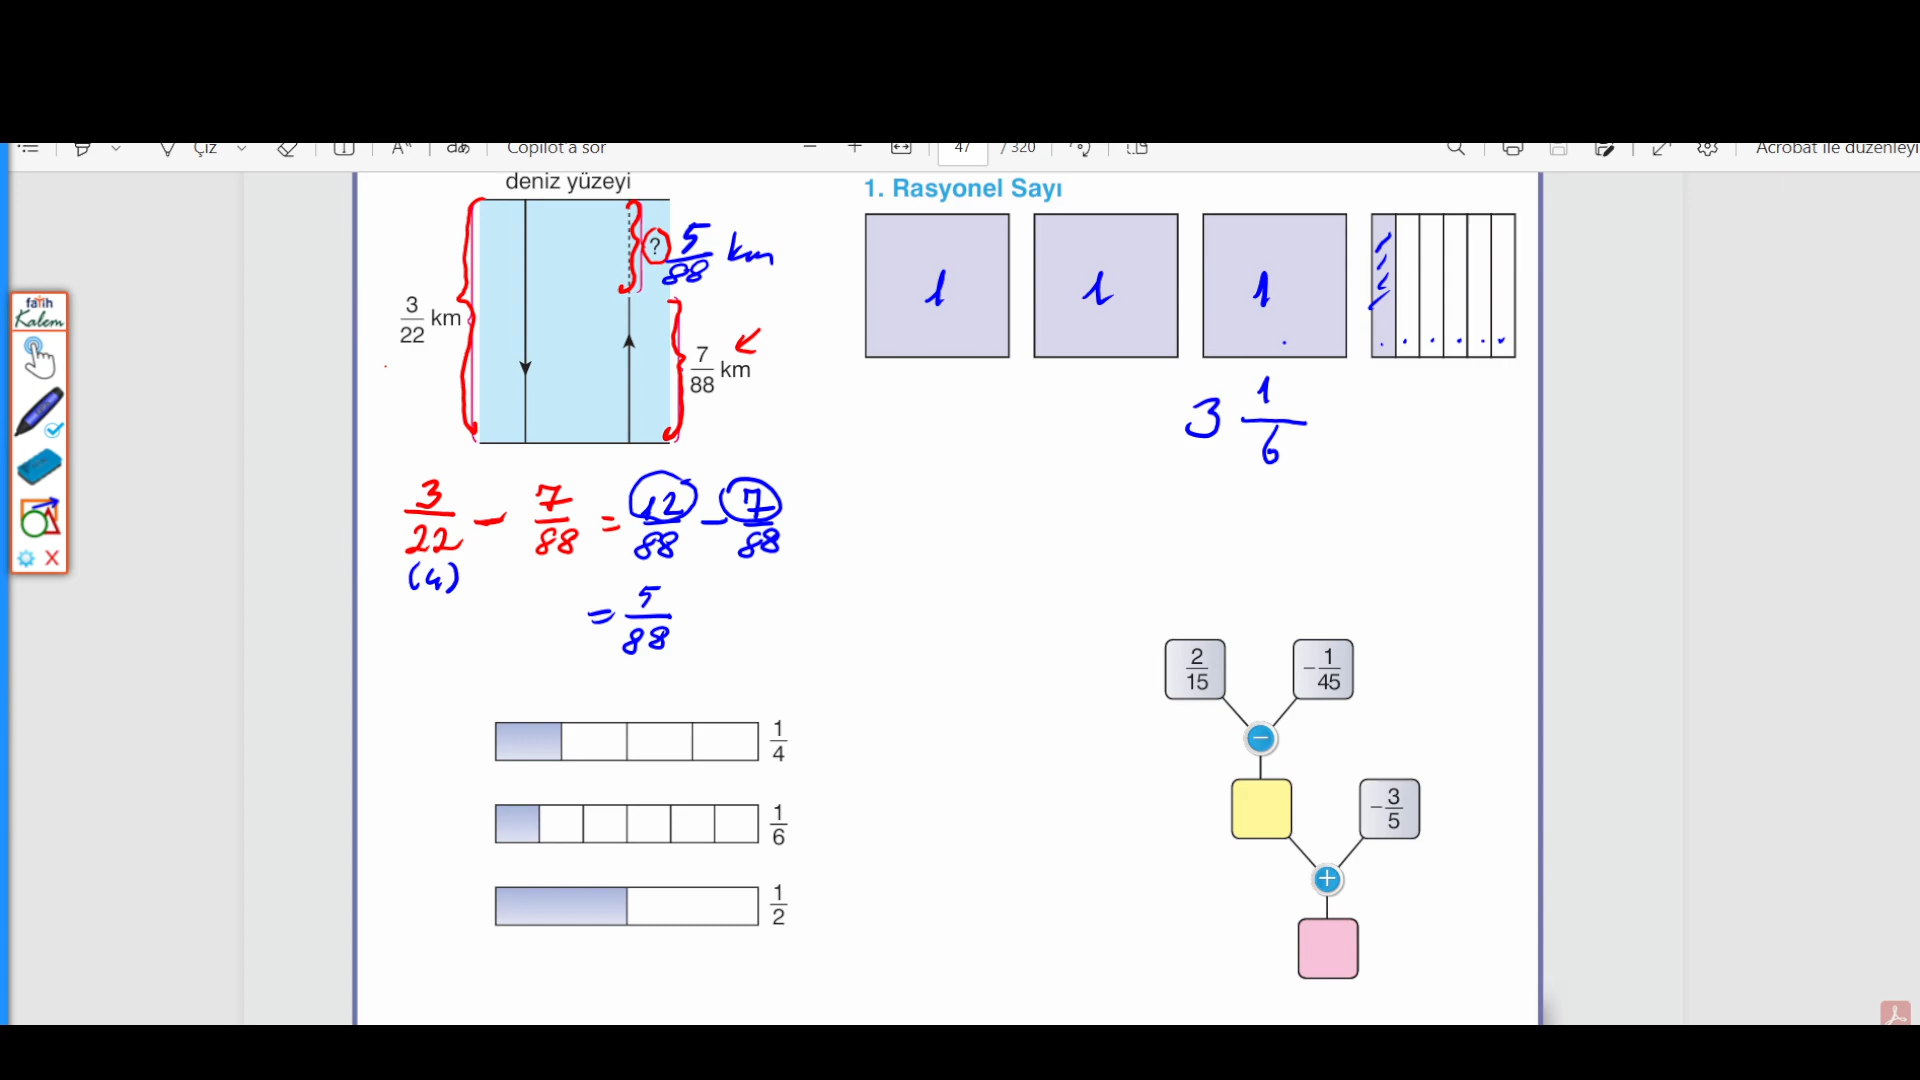 Çiz
Copilot'a sor
47 / 320
Acrobat ile düzenleyi
deniz yüzeyi
3/22 km
? 5/88 km
7/88 km
3/22 - 7/88 = 12/88 - 7/88
(4)
= 5/88
1/4
1/6
1/2
1. Rasyonel Sayı
1 1 1
3 1/6
2/15 -1/45
−
-3/5
+
fatih
Kalem